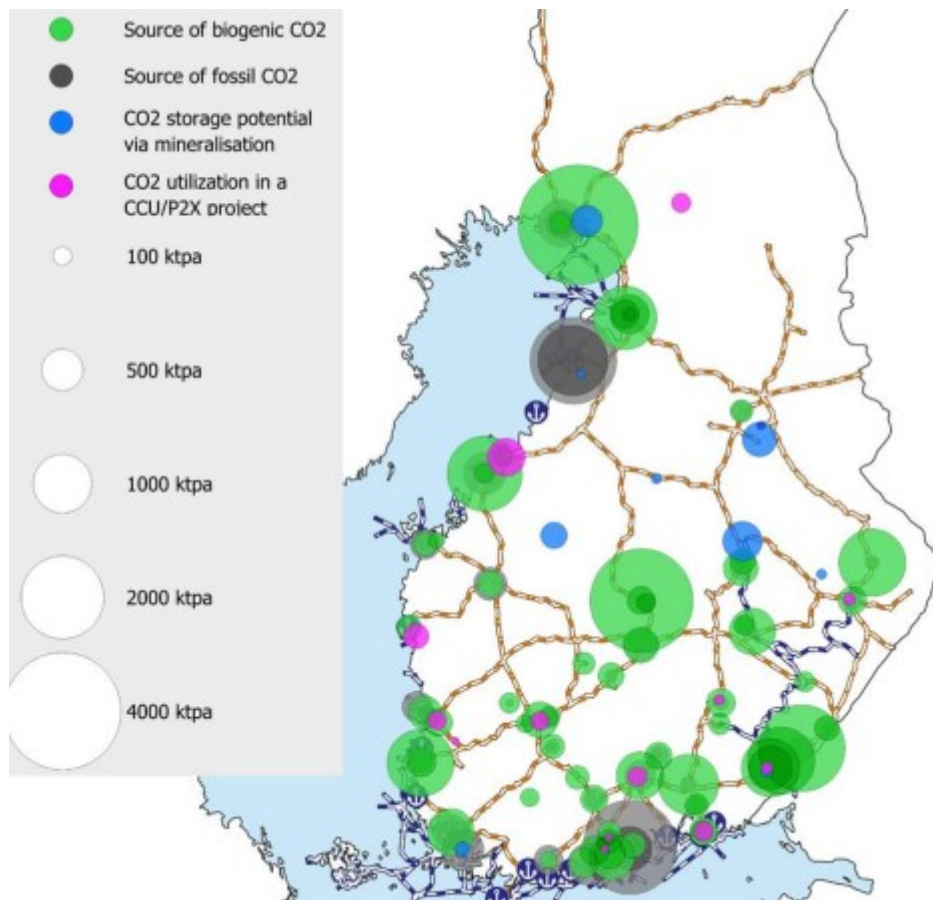 Source of biogenic CO2
Source of fossil CO2
CO2 storage potential
via mineralisation
CO2 utilization in a
CCU/P2X project
100 ktpa
500 ktpa
1000 ktpa
2000 ktpa
4000 ktpa